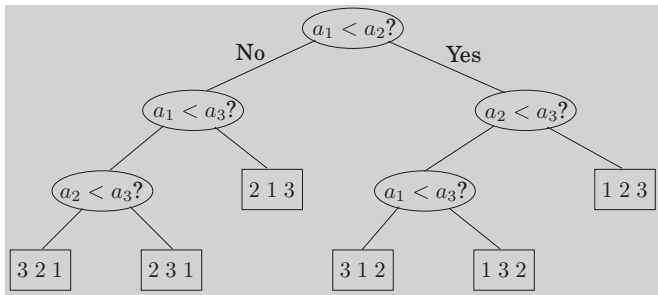 a₁ < a₂?
No Yes
a₁ < a₃? a₂ < a₃?
a₂ < a₃? 2 1 3 a₁ < a₃? 1 2 3
3 2 1 2 3 1 3 1 2 1 3 2